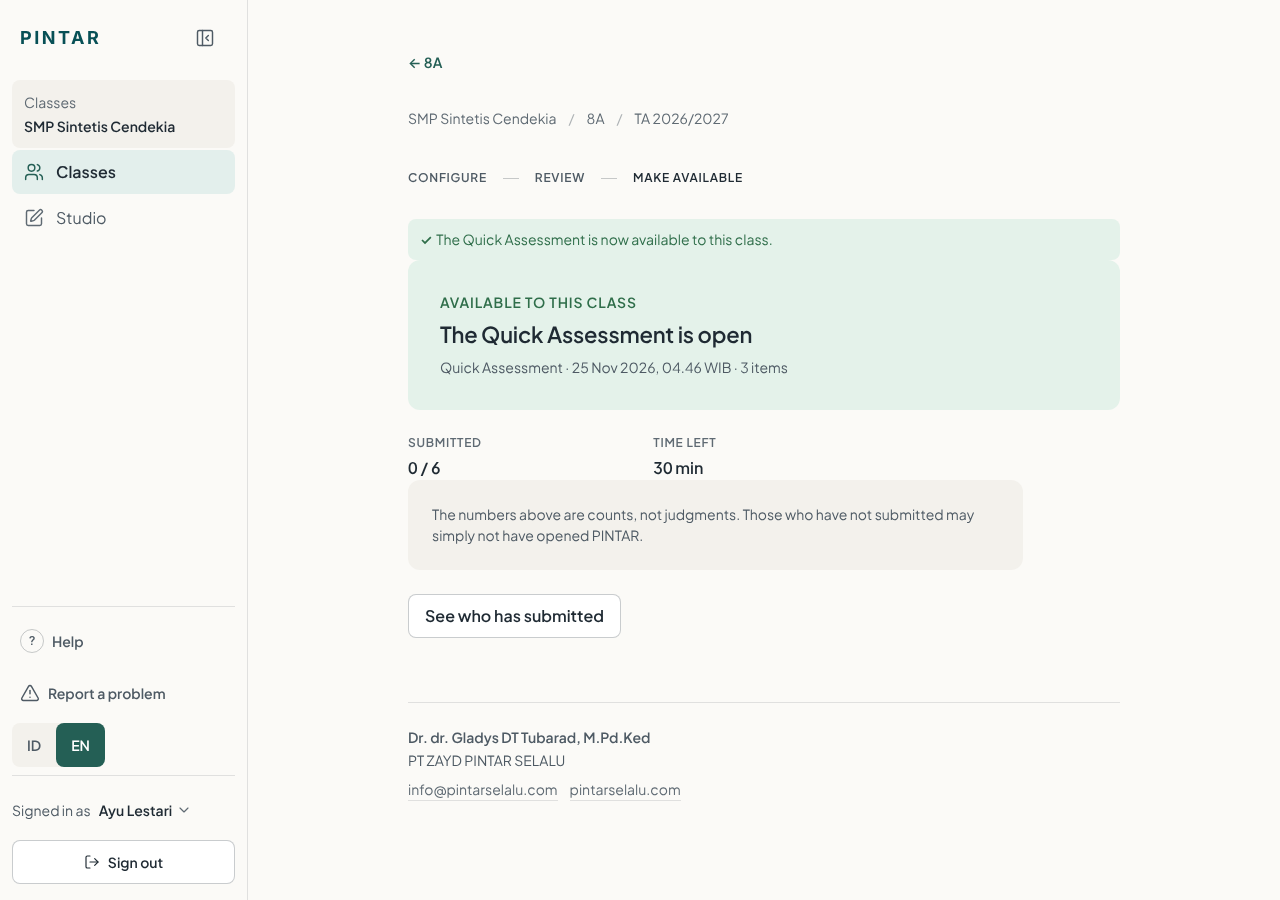 PINTAR
Classes
SMP Sintetis Cendekia
Classes
Studio
? Help
Report a problem
ID EN
Signed in as Ayu Lestari
Sign out
← 8A
SMP Sintetis Cendekia / 8A / TA 2026/2027
CONFIGURE — REVIEW — MAKE AVAILABLE
✓ The Quick Assessment is now available to this class.
AVAILABLE TO THIS CLASS
The Quick Assessment is open
Quick Assessment · 25 Nov 2026, 04.46 WIB · 3 items
SUBMITTED TIME LEFT
0 / 6 30 min
The numbers above are counts, not judgments. Those who have not submitted may
simply not have opened PINTAR.
See who has submitted
Dr. dr. Gladys DT Tubarad, M.Pd.Ked
PT ZAYD PINTAR SELALU
info@pintarselalu.com pintarselalu.com